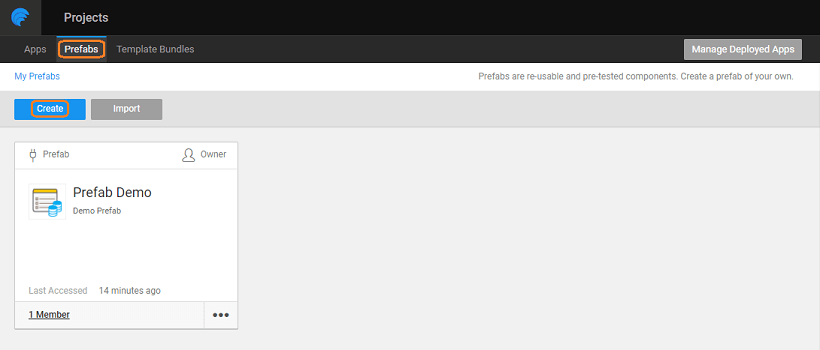 Projects
Apps Prefabs Template Bundles Manage Deployed Apps
My Prefabs Prefabs are re-usable and pre-tested components. Create a prefab of your own.
Create Import
Prefab Owner
Prefab Demo
Demo Prefab
Last Accessed 14 minutes ago
1 Member